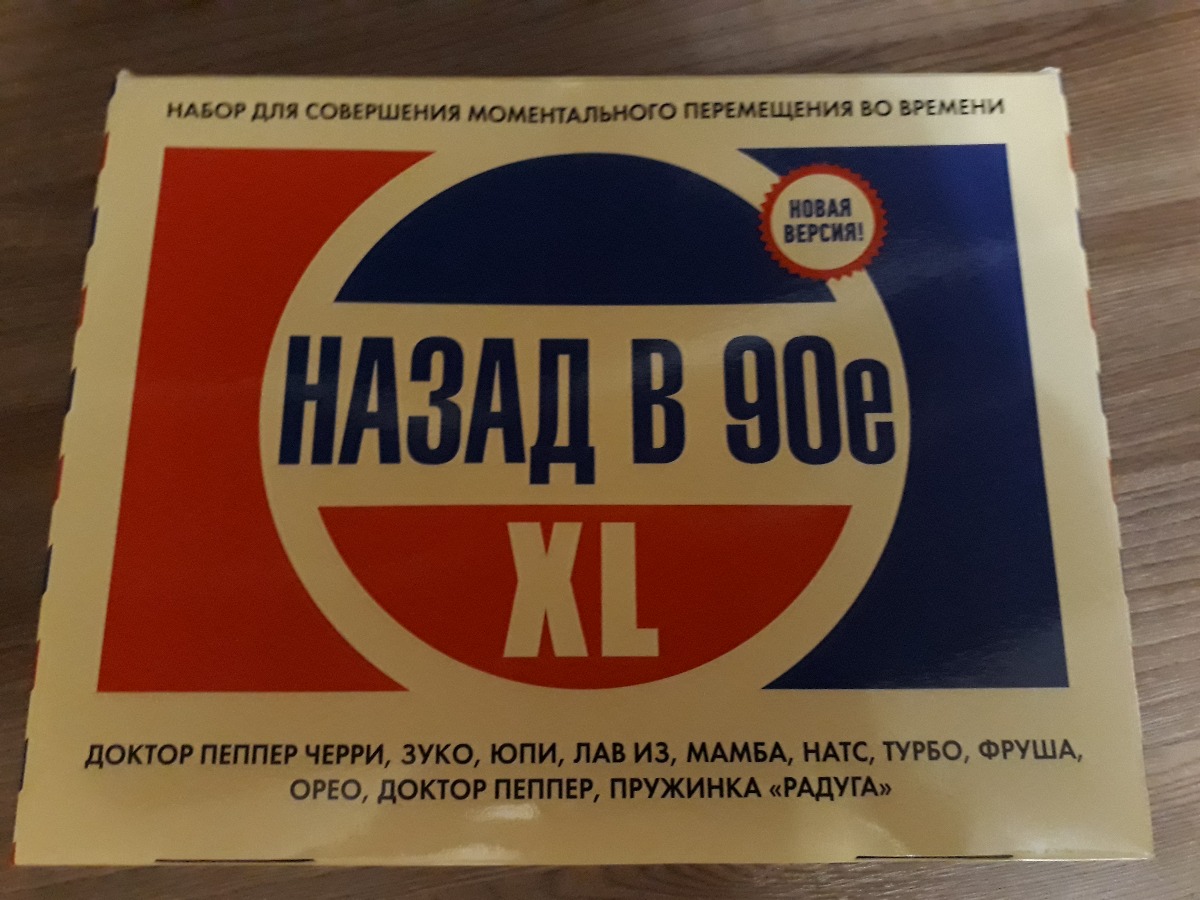 НАБОР ДЛЯ СОВЕРШЕНИЯ МОМЕНТАЛЬНОГО ПЕРЕМЕЩЕНИЯ ВО ВРЕМЕНИ
НОВАЯ
ВЕРСИЯ!
НАЗАД В 90е
XL
ДОКТОР ПЕППЕР ЧЕРРИ, ЗУКО, ЮПИ, ЛАВ ИЗ, МАМБА, НАТС, ТУРБО, ФРУША,
ОРЕО, ДОКТОР ПЕППЕР, ПРУЖИНКА «РАДУГА»